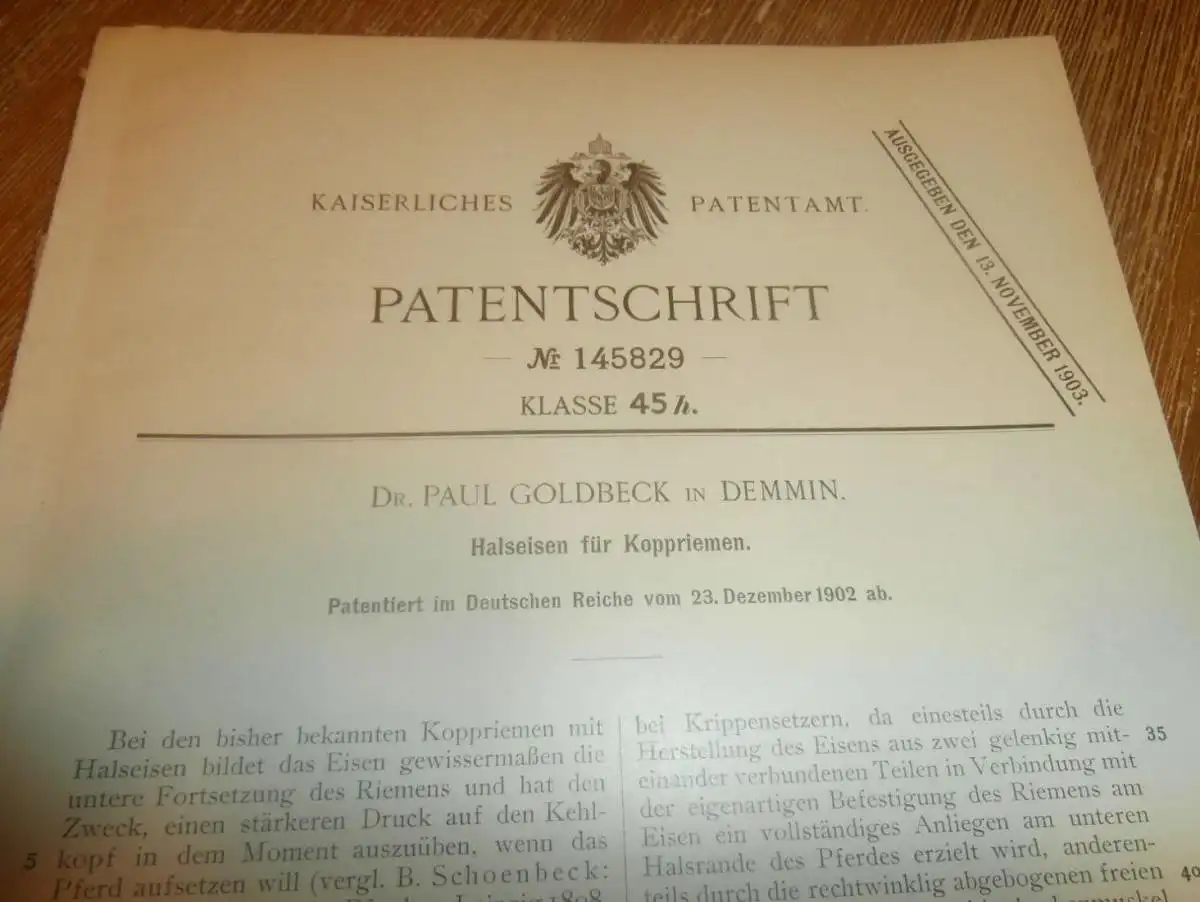 KAISERLICHES PATENTAMT.
AUSGEGEBEN DEN 13. NOVEMBER 1903.
PATENTSCHRIFT
— № 145829 —
KLASSE 45 h.
DR. PAUL GOLDBECK IN DEMMIN.
Halseisen für Koppriemen.
Patentiert im Deutschen Reiche vom 23. Dezember 1902 ab.
Bei den bisher bekannten Koppriemen mit
Halseisen bildet das Eisen gewissermaßen die
untere Fortsetzung des Riemens und hat den
Zweck, einen stärkeren Druck auf den Kehl-
5 kopf in dem Moment auszuüben, wenn das
Pferd aufsetzen will (vergl. B. Schoenbeck:
Leipzig 1898
bei Krippensetzern, da einesteils durch die
Herstellung des Eisens aus zwei gelenkig mit- 35
einander verbundenen Teilen in Verbindung mit
der eigenartigen Befestigung des Riemens am
Eisen ein vollständiges Anliegen am unteren
Halsrande des Pferdes erzielt wird, anderen-
teils durch die rechtwinklig abgebogenen freien 40